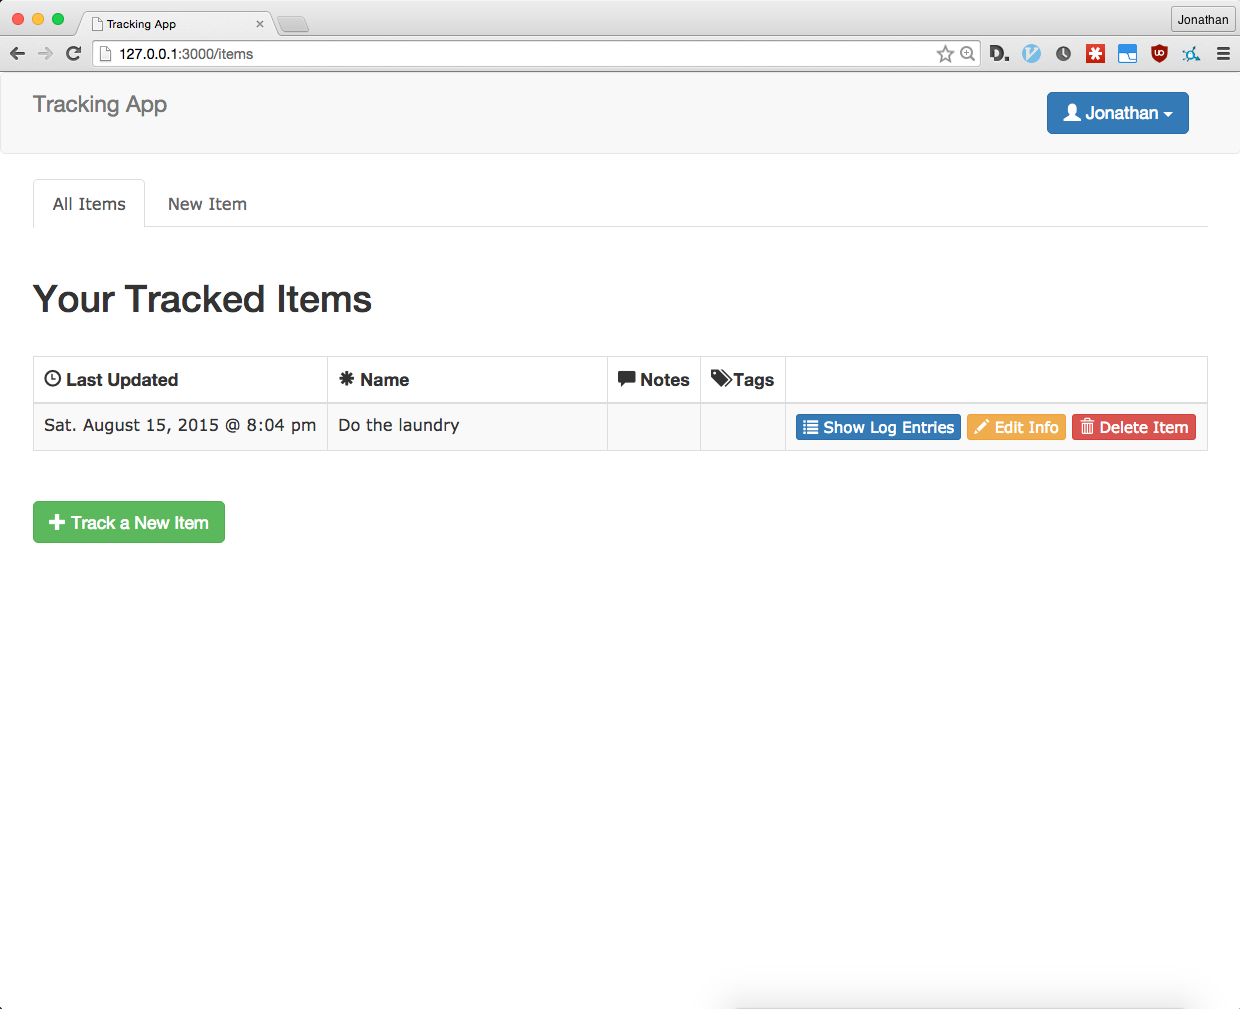 Tracking App
Jonathan
127.0.0.1:3000/items
Tracking App
Jonathan
All Items
New Item
Your Tracked Items
Last Updated Name Notes Tags
Sat. August 15, 2015 @ 8:04 pm Do the laundry Show Log Entries Edit Info Delete Item
Track a New Item